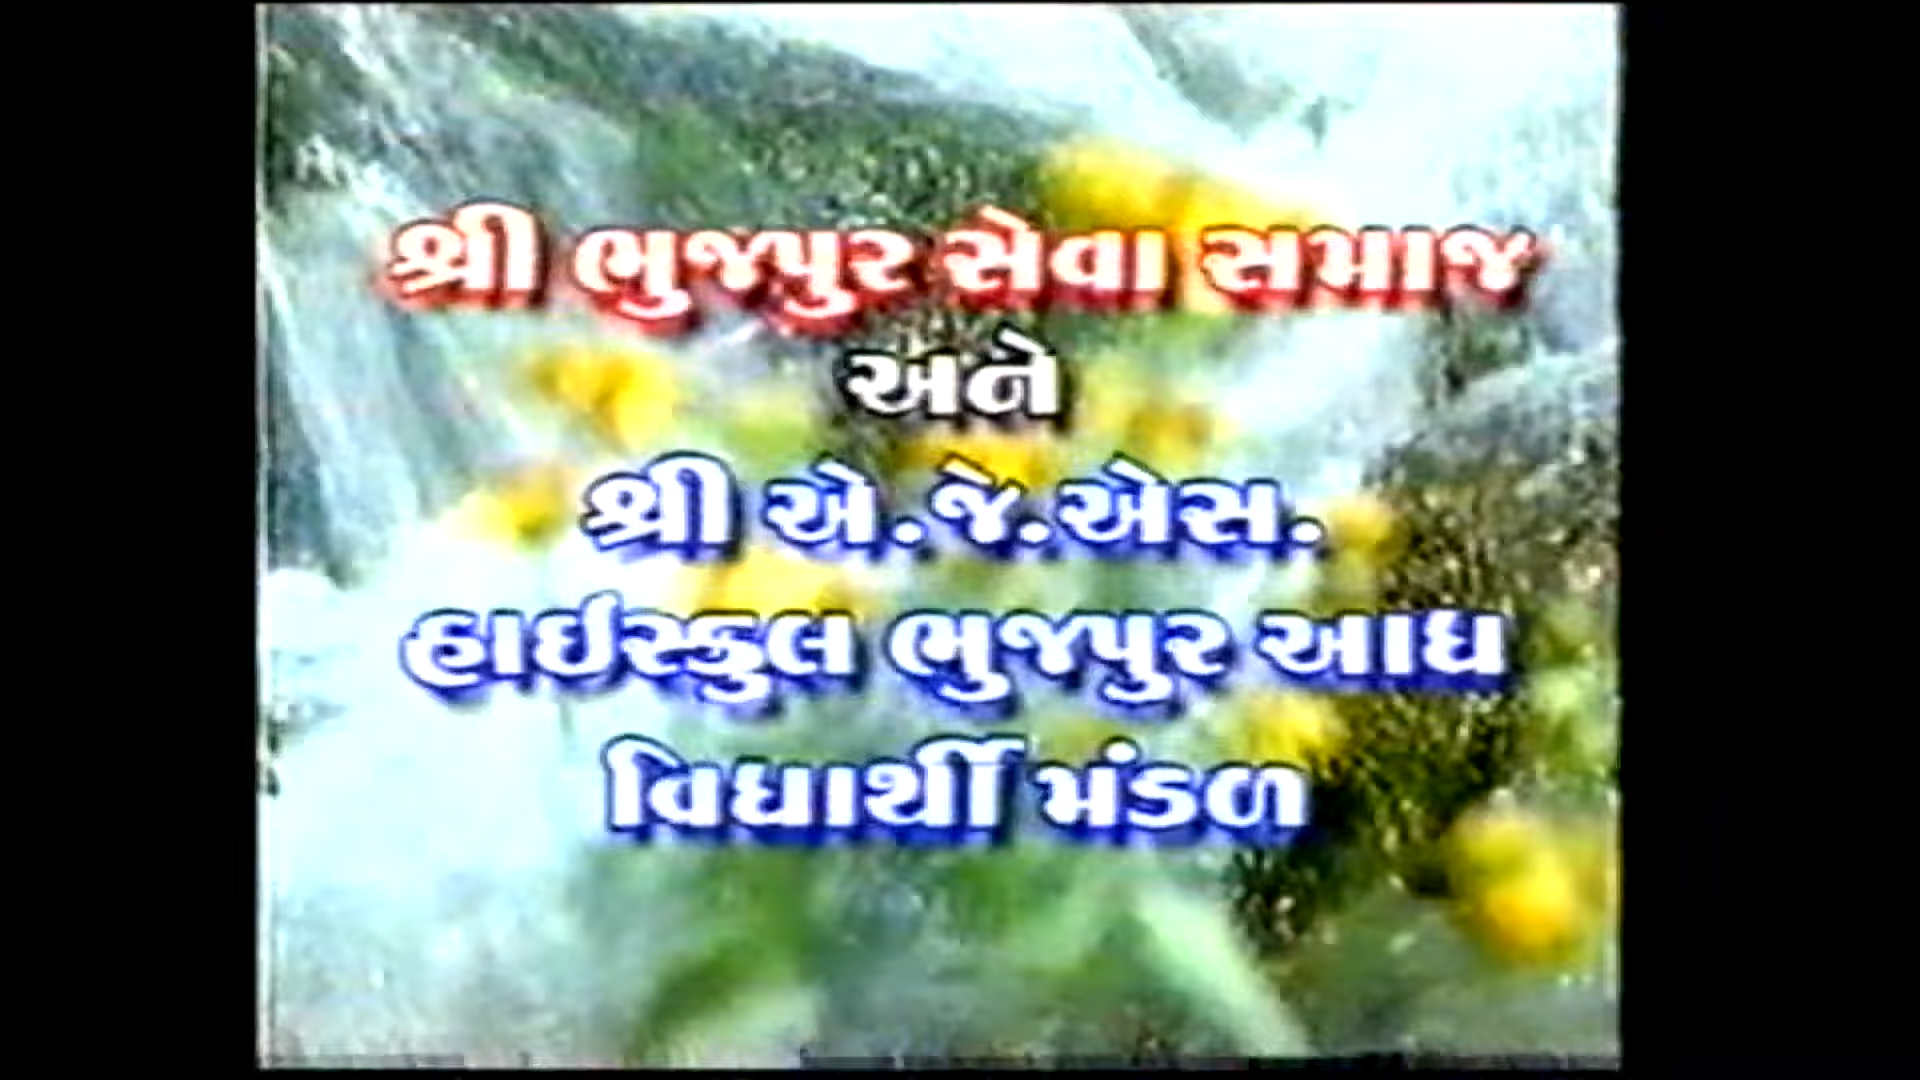 શ્રી ભુજપુર સેવા સમાજ
અને
શ્રી એ.જે.એસ.
હાઈસ્કુલ ભુજપુર આદ્ય
વિદ્યાર્થી મંડળ